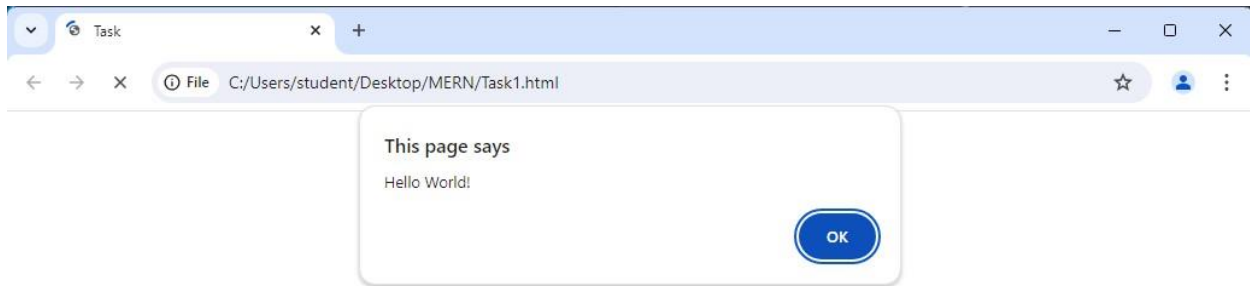 Task
File C:/Users/student/Desktop/MERN/Task1.html
This page says
Hello World!
OK